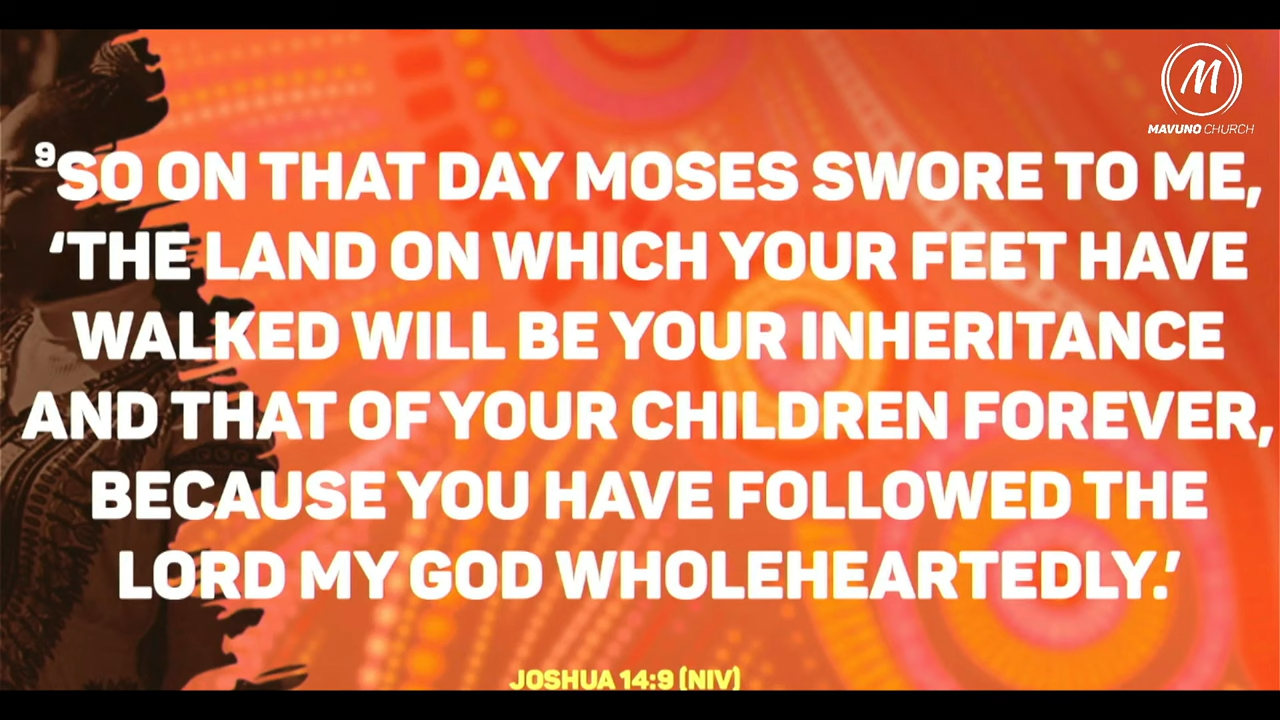 M
MAVUNO CHURCH
9SO ON THAT DAY MOSES SWORE TO ME,
‘THE LAND ON WHICH YOUR FEET HAVE
WALKED WILL BE YOUR INHERITANCE
AND THAT OF YOUR CHILDREN FOREVER,
BECAUSE YOU HAVE FOLLOWED THE
LORD MY GOD WHOLEHEARTEDLY.’
JOSHUA 14:9 (NIV)